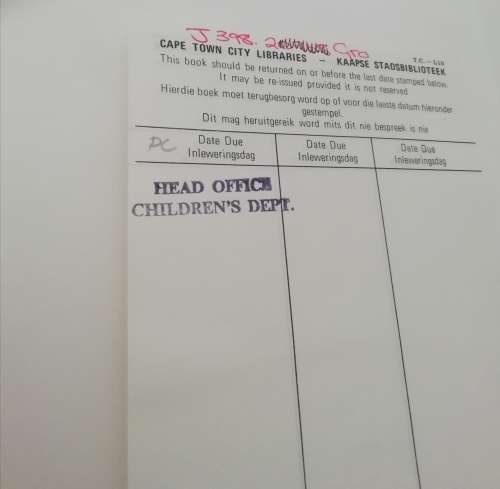 J 398. 2 Gro
T.C. - 
CAPE TOWN CITY LIBRARIES – KAAPSE STADSBIBLIOTEEK
This book should be returned on or before the last date stamped below.
It may be re-issued provided it is not reserved
Hierdie boek moet terugbesorg word op of voor die laaste datum hieronder
gestempel.
Dit mag heruitgereik word mits dit nie bespreek is nie
DC
Date Due Date Due Date Due
Inleweringsdag Inleweringsdag Inleweringsdag
HEAD OFFICE
CHILDREN'S DEPT.